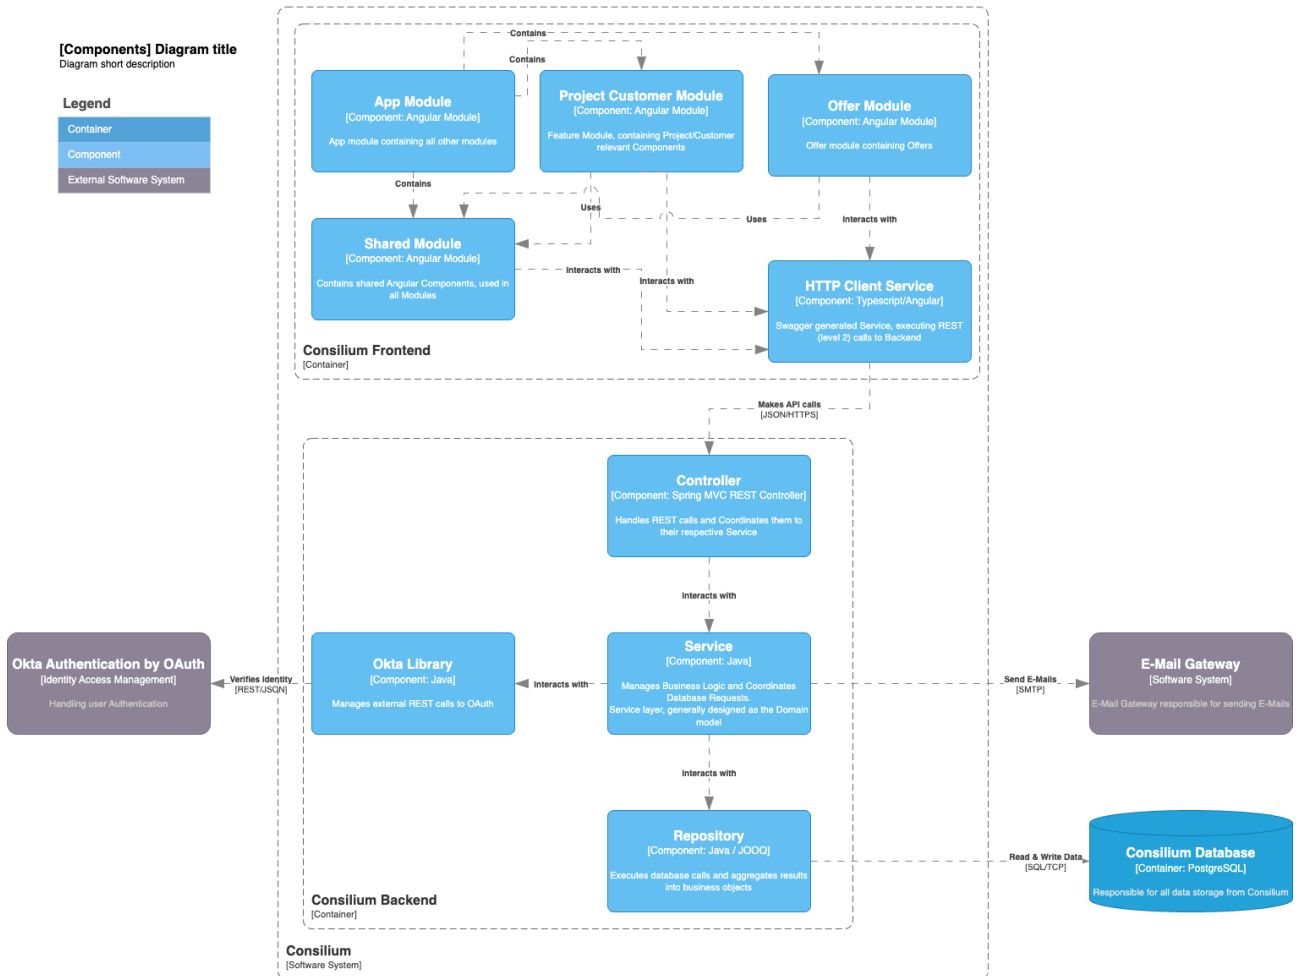 [Components] Diagram title
Diagram short description
Legend
Container
Component
External Software System
Contains
Contains
App Module
[Component: Angular Module]
App module containing all other modules
Project Customer Module
[Component: Angular Module]
Feature Module, containing Project/Customer
relevant Components
Offer Module
[Component: Angular Module]
Offer module containing Offers
Contains
Uses
Uses
Interacts with
Shared Module
[Component: Angular Module]
Contains shared Angular Components, used in
all Modules
Interacts with
Interacts with
HTTP Client Service
[Component: Typescript/Angular]
Swagger generated Service, executing REST
(level 2) calls to Backend
Consilium Frontend
[Container]
Makes API calls
[JSON/HTTPS]
Controller
[Component: Spring MVC REST Controller]
Handles REST calls and Coordinates them to
their respective Service
Interacts with
Okta Authentication by OAuth
[Identity Access Management]
Handling user Authentication
Verifies Identity
[REST/JSON]
Okta Library
[Component: Java]
Manages external REST calls to OAuth
Interacts with
Service
[Component: Java]
Manages Business Logic and Coordinates
Database Requests.
Service layer, generally designed as the Domain
model
Send E-Mails
[SMTP]
E-Mail Gateway
[Software System]
E-Mail Gateway responsible for sending E-Mails
Interacts with
Repository
[Component: Java / JOOQ]
Executes database calls and aggregates results
into business objects
Read & Write Data
[SQL/TCP]
Consilium Database
[Container: PostgreSQL]
Responsible for all data storage from Consilium
Consilium Backend
[Container]
Consilium
[Software System]